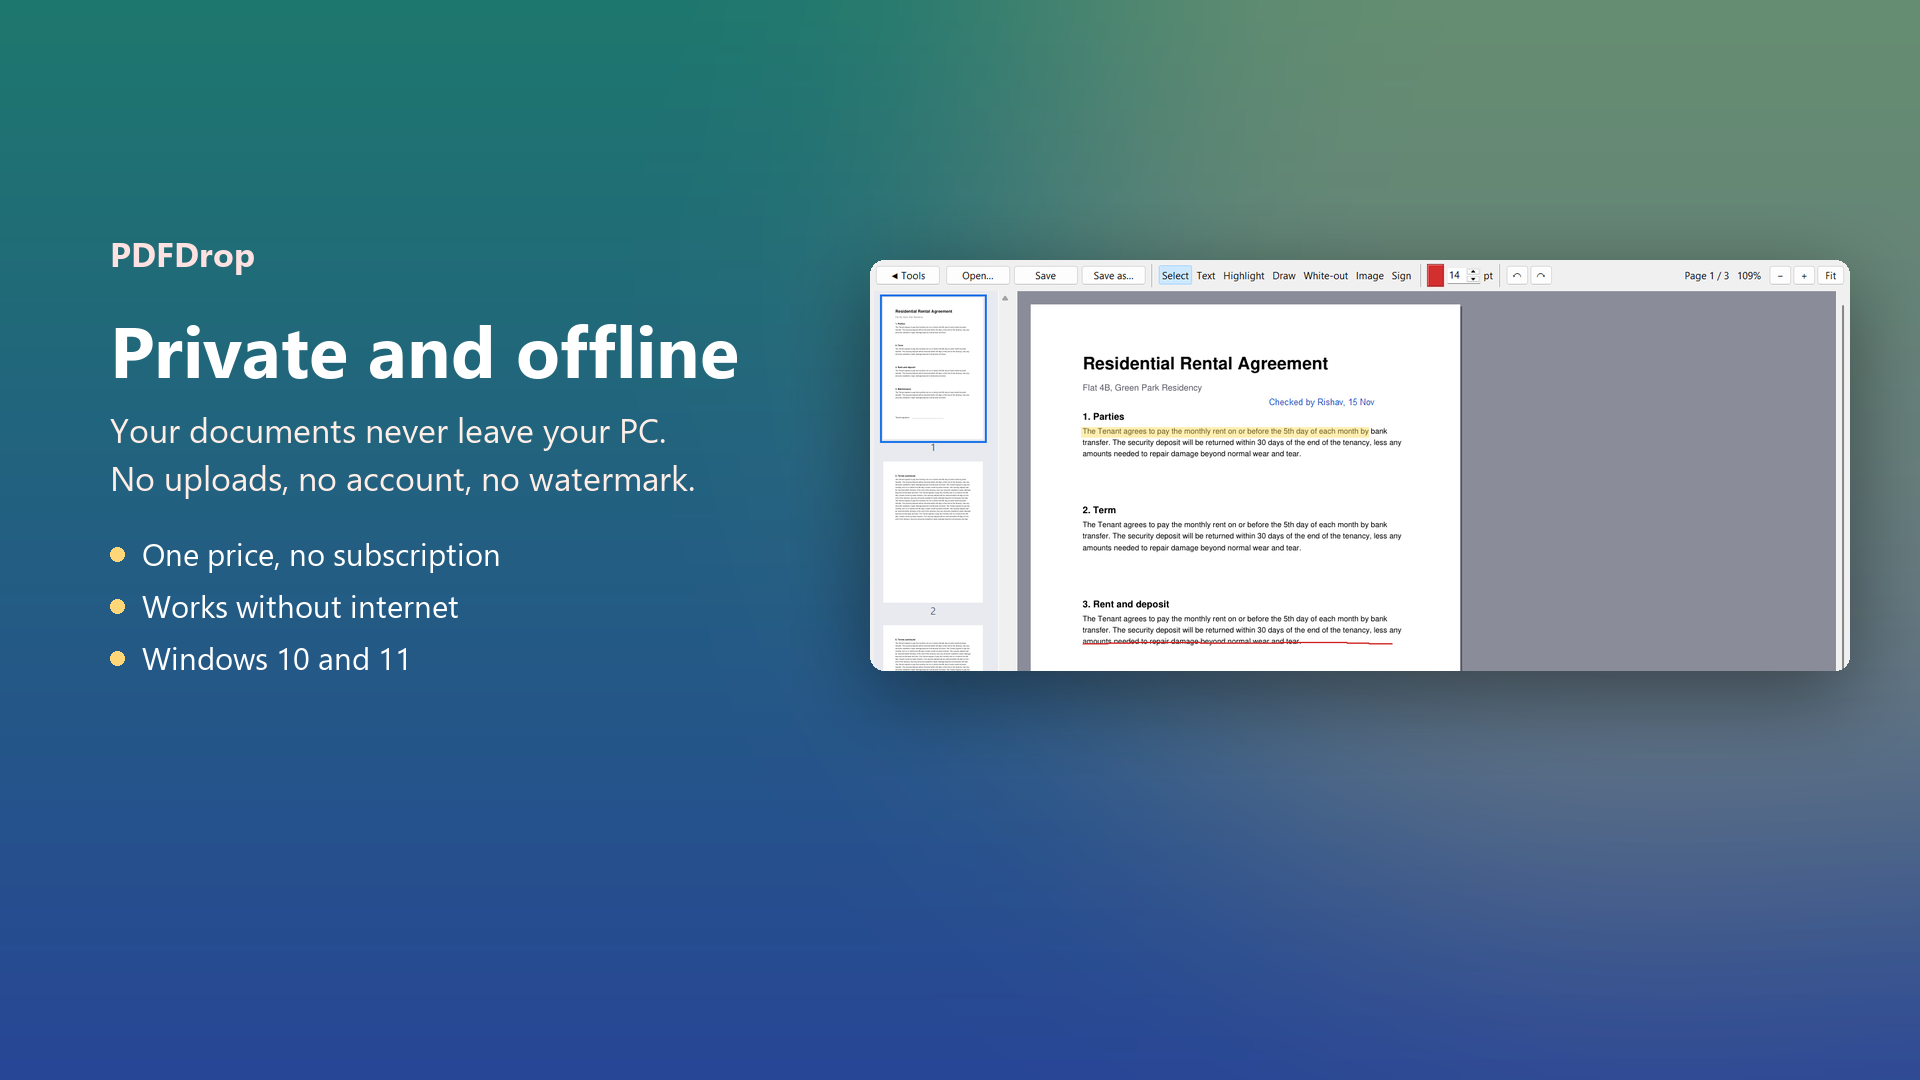 PDFDrop
Private and offline
Your documents never leave your PC.
No uploads, no account, no watermark.
One price, no subscription
Works without internet
Windows 10 and 11
◄ Tools
Open...
Save
Save as...
Select
Text
Highlight
Draw
White-out
Image
Sign
14
pt
Page 1 / 3
109%
−
+
Fit
Residential Rental Agreement
1
2
Residential Rental Agreement
Flat 4B, Green Park Residency
Checked by Rishav, 15 Nov
1. Parties
The Tenant agrees to pay the monthly rent on or before the 5th day of each month by bank
transfer. The security deposit will be returned within 30 days of the end of the tenancy, less any
amounts needed to repair damage beyond normal wear and tear.
2. Term
The Tenant agrees to pay the monthly rent on or before the 5th day of each month by bank
transfer. The security deposit will be returned within 30 days of the end of the tenancy, less any
amounts needed to repair damage beyond normal wear and tear.
3. Rent and deposit
The Tenant agrees to pay the monthly rent on or before the 5th day of each month by bank
transfer. The security deposit will be returned within 30 days of the end of the tenancy, less any
amounts needed to repair damage beyond normal wear and tear.